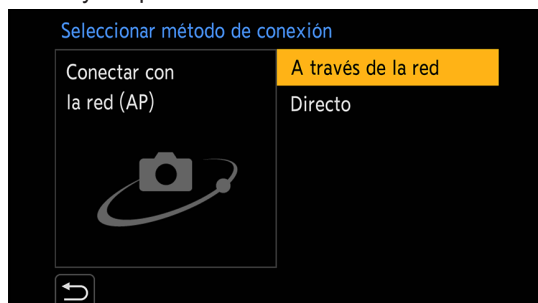 Seleccionar método de conexión
Conectar con
la red (AP)
A través de la red
Directo